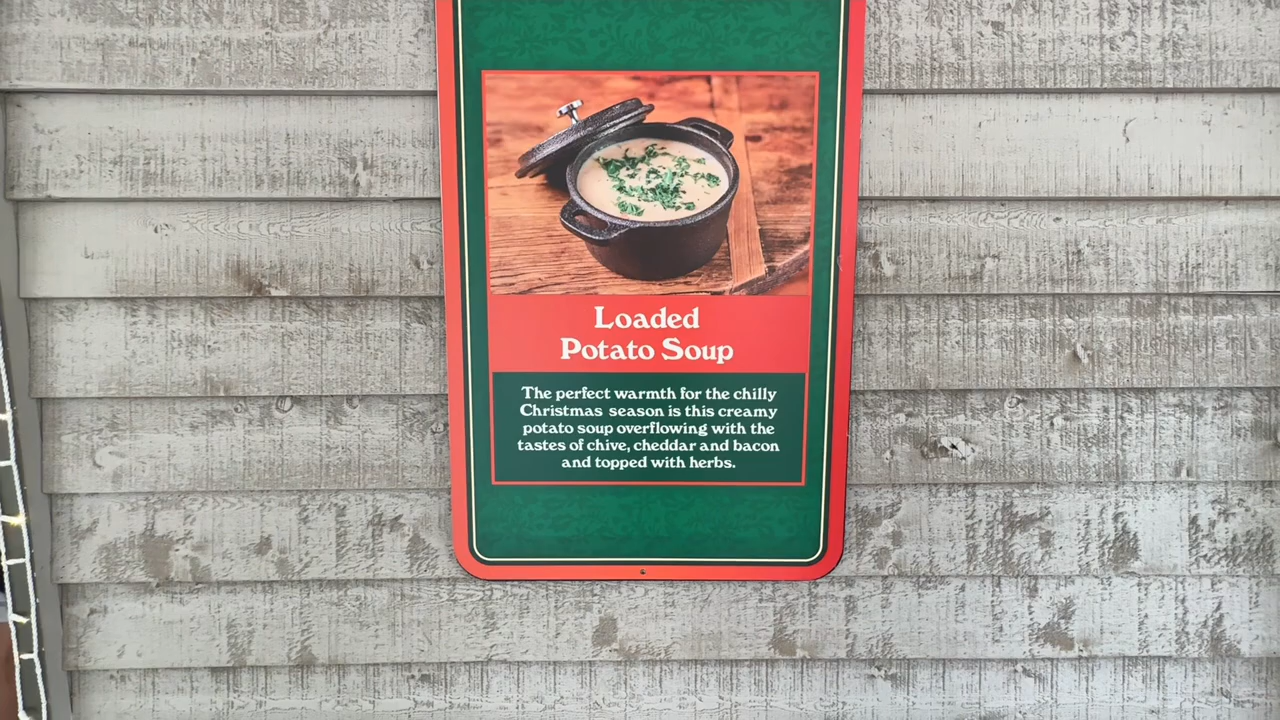 Loaded
Potato Soup
The perfect warmth for the chilly
Christmas season is this creamy
potato soup overflowing with the
tastes of chive, cheddar and bacon
and topped with herbs.